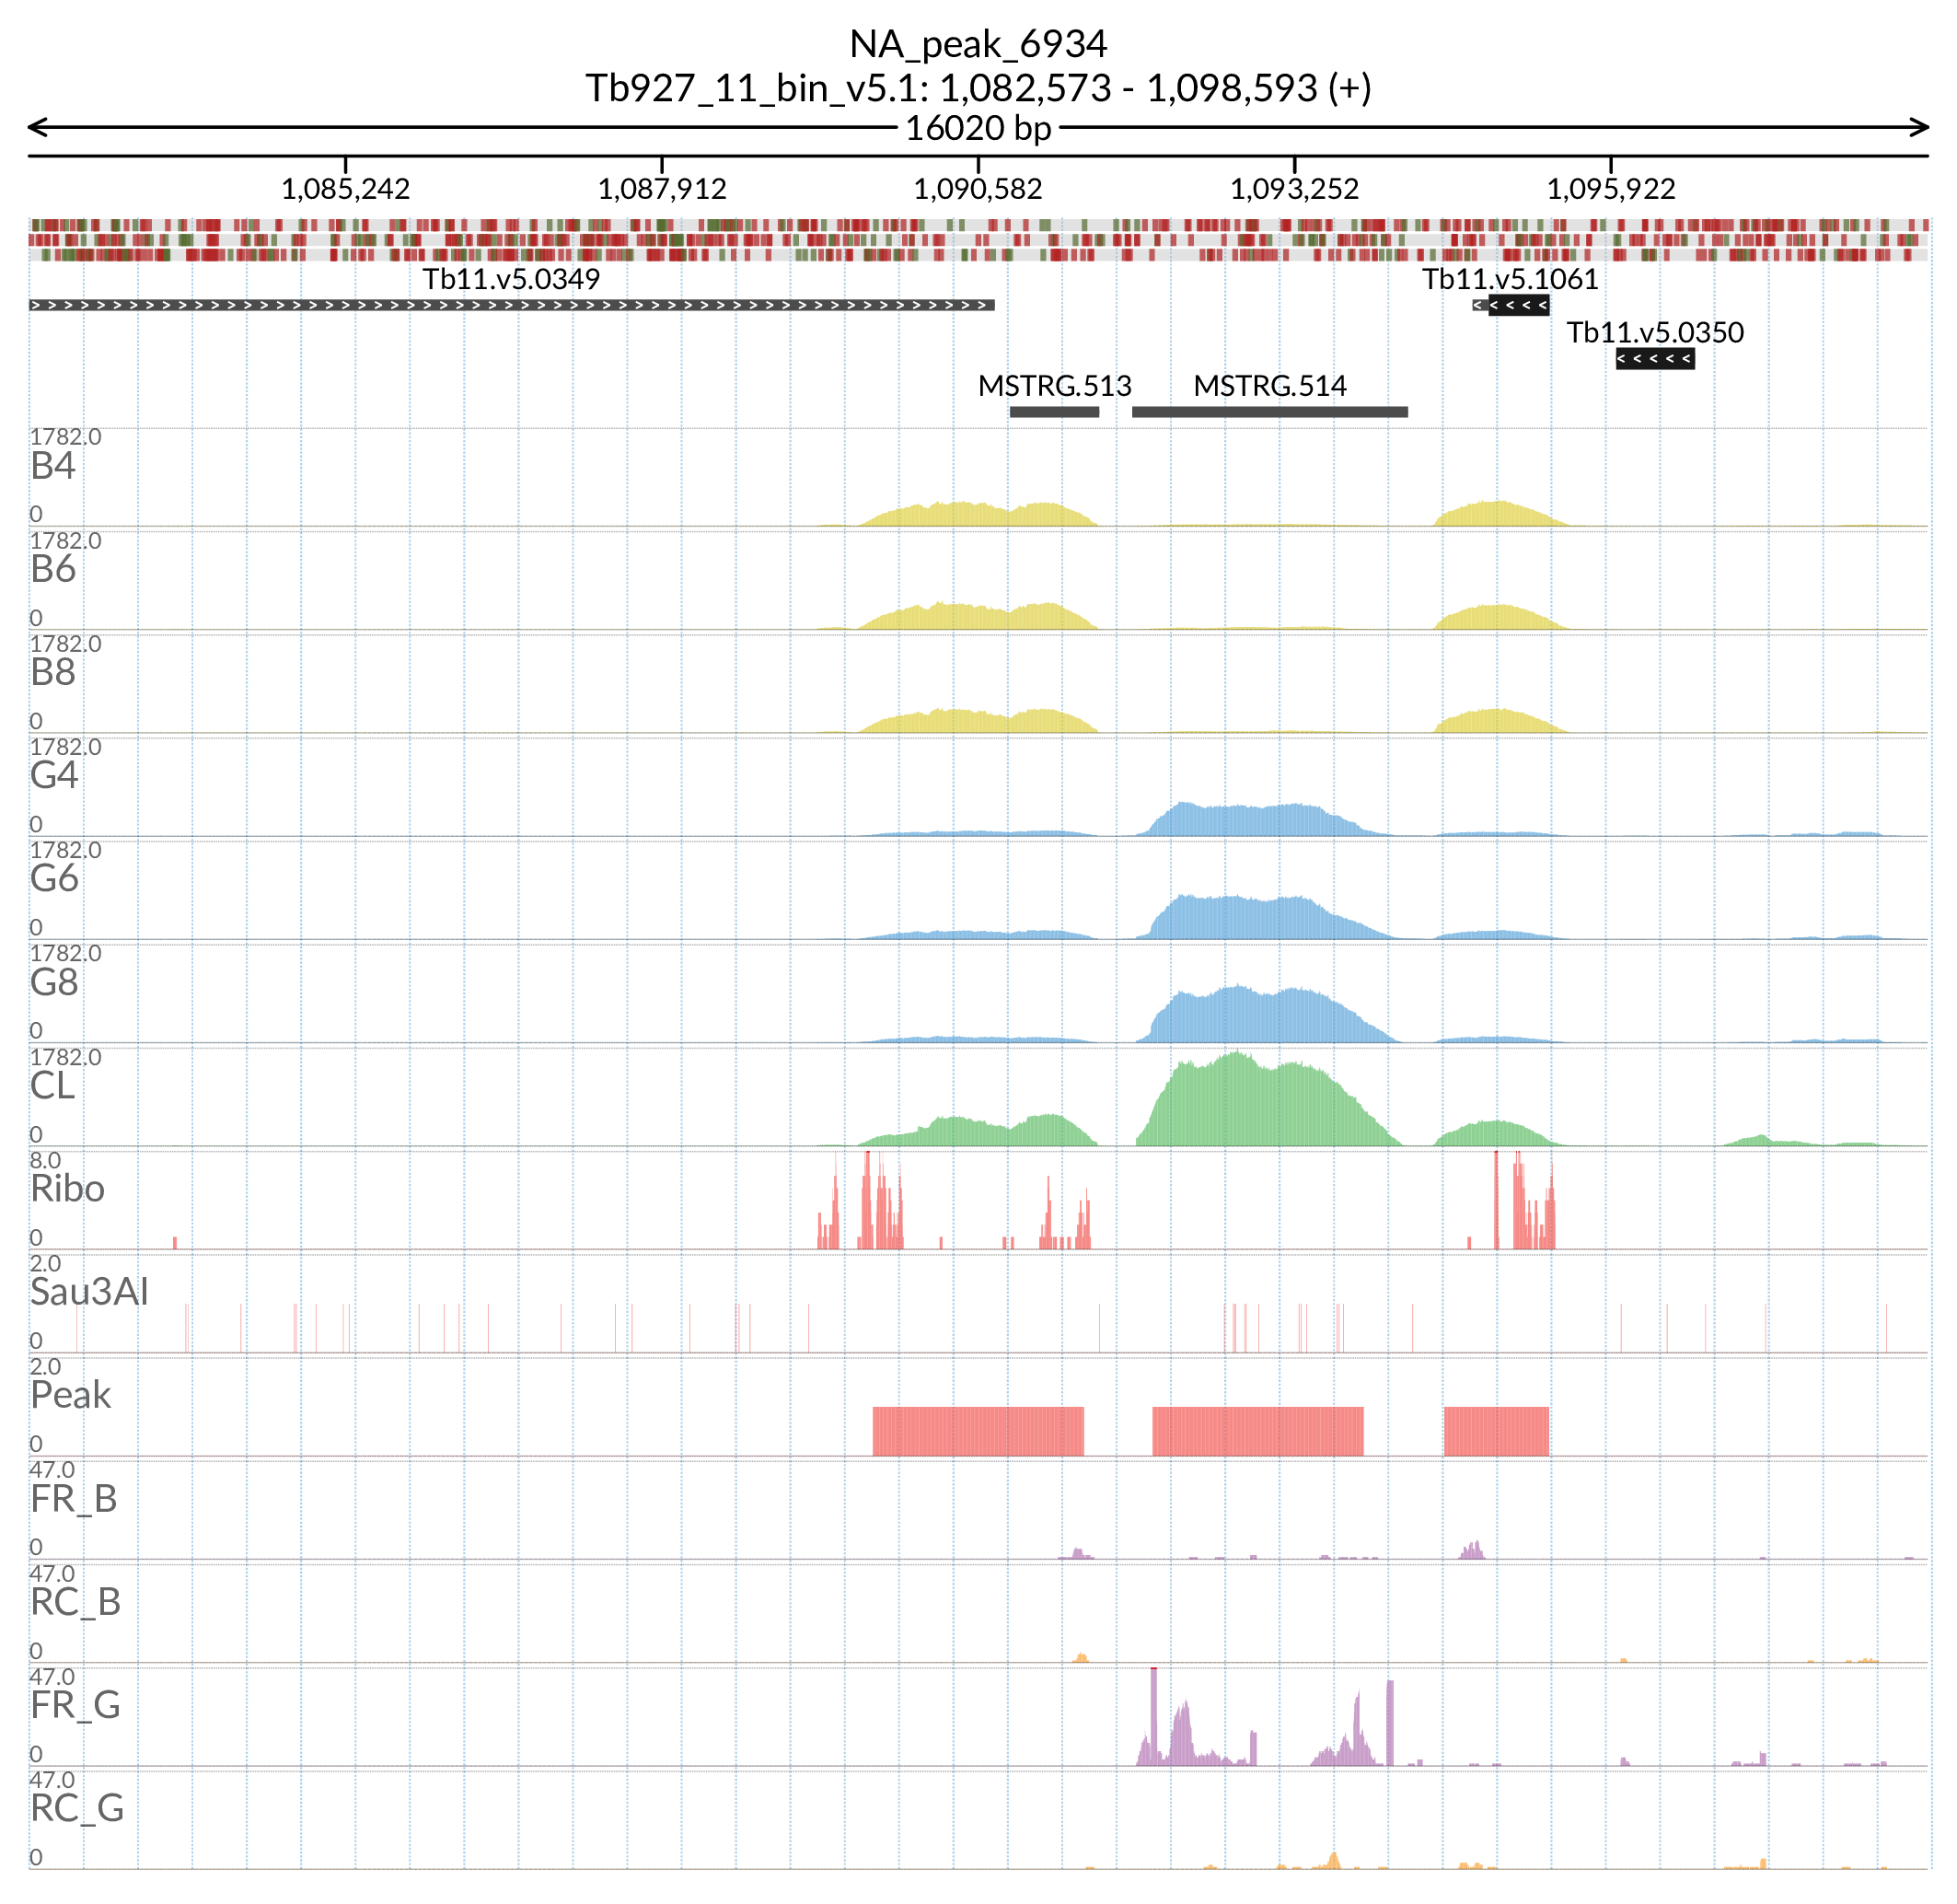 NA_peak_6934
Tb927_11_bin_v5.1: 1,082,573 - 1,098,593 (+)
16020 bp
1,085,242 1,087,912 1,090,582 1,093,252 1,095,922
Tb11.v5.0349 Tb11.v5.1061
Tb11.v5.0350
MSTRG.513 MSTRG.514
1782.0
B4
0
1782.0
B6
0
1782.0
B8
0
1782.0
G4
0
1782.0
G6
0
1782.0
G8
0
1782.0
CL
0
8.0
Ribo
0
2.0
Sau3AI
0
2.0
Peak
0
47.0
FR_B
0
47.0
RC_B
0
47.0
FR_G
0
47.0
RC_G
0